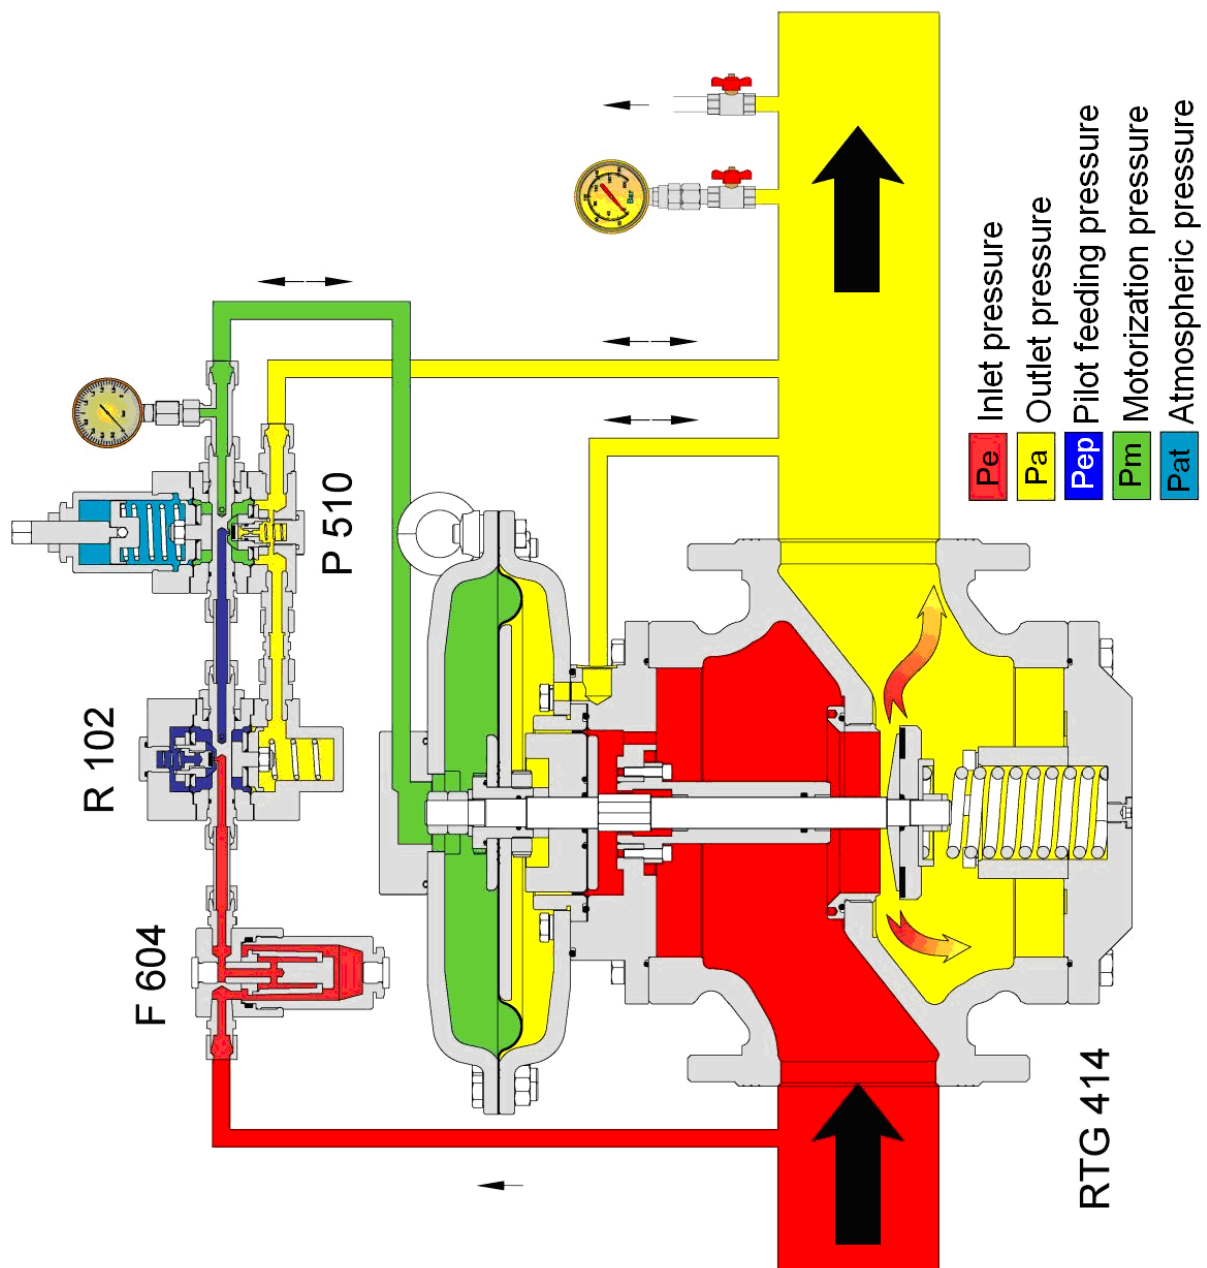 F 604
R 102
P 510
RTG 414
Pe Inlet pressure
Pa Outlet pressure
Pep Pilot feeding pressure
Pm Motorization pressure
Pat Atmospheric pressure
Bar